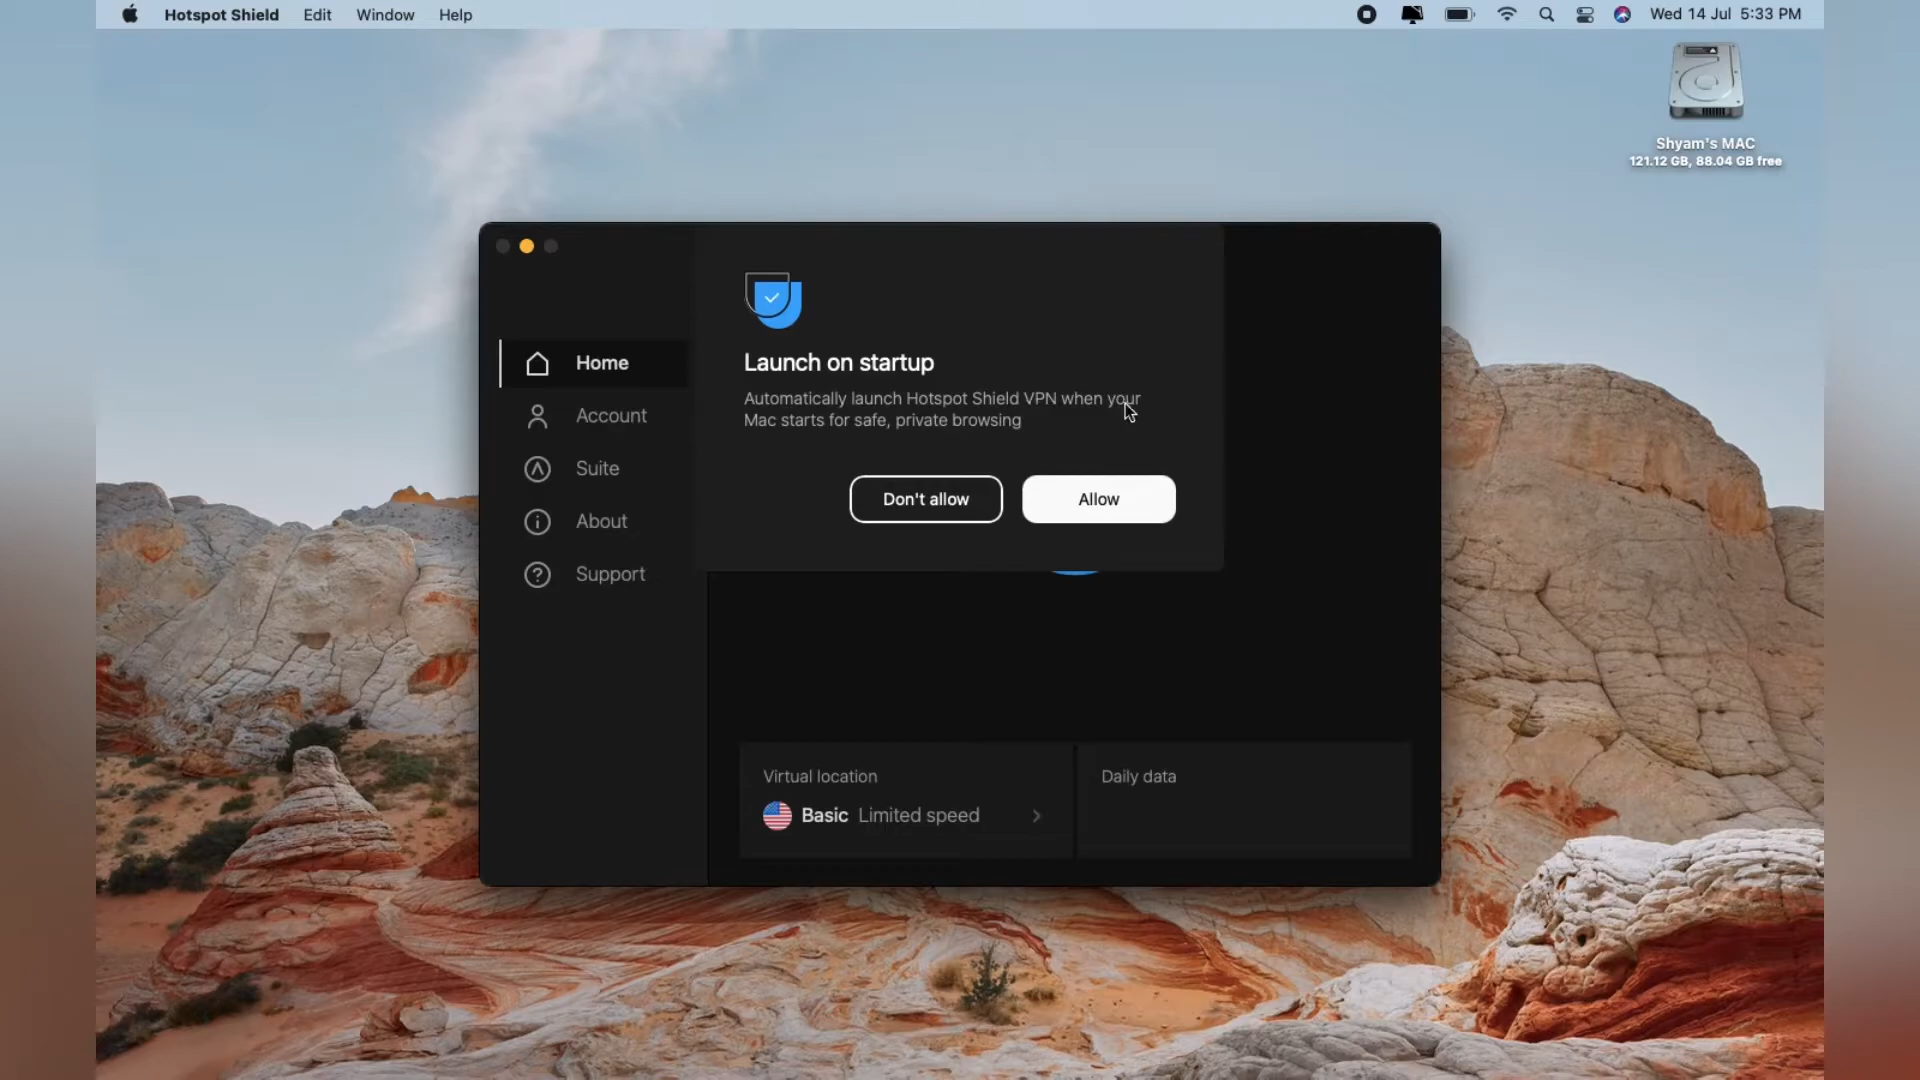 Hotspot Shield Edit Window Help Wed 14 Jul 5:33 PM
Shyam's MAC
121.12 GB, 88.04 GB free
Launch on startup
Automatically launch Hotspot Shield VPN when your
Mac starts for safe, private browsing
Don't allow Allow
Home
Account
Suite
About
Support
Virtual location
Basic Limited speed
Daily data